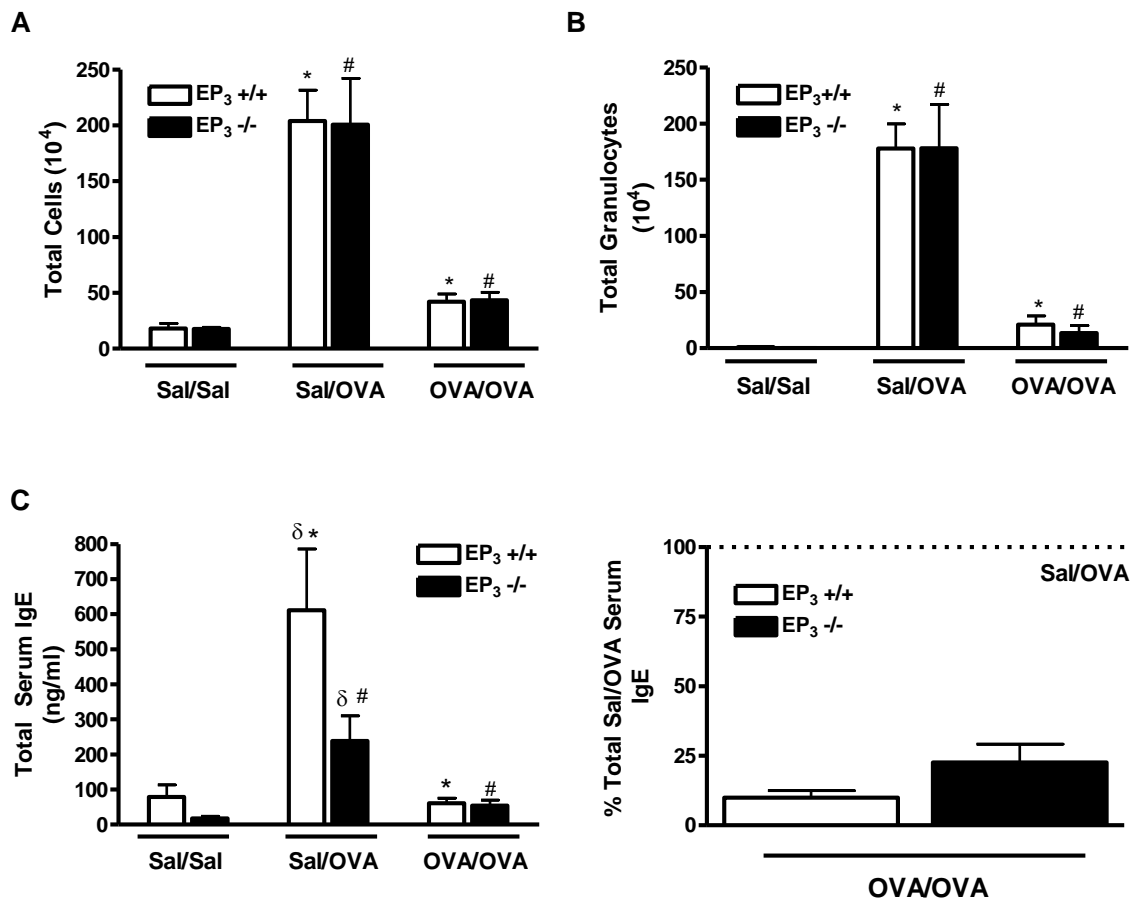 A
Total Cells (10⁴)
250
200
150
100
50
0
EP₃ +/+
EP₃ -/-
*
#
*
#
Sal/Sal
Sal/OVA
OVA/OVA
B
Total Granulocytes
(10⁴)
250
200
150
100
50
0
EP₃+/+
EP₃ -/-
*
#
*
#
Sal/Sal
Sal/OVA
OVA/OVA
C
Total Serum IgE
(ng/ml)
800
700
600
500
400
300
200
100
0
EP₃ +/+
EP₃ -/-
δ *
δ #
*
#
Sal/Sal
Sal/OVA
OVA/OVA
% Total Sal/OVA Serum
IgE
100
75
50
25
0
Sal/OVA
EP₃ +/+
EP₃ -/-
OVA/OVA